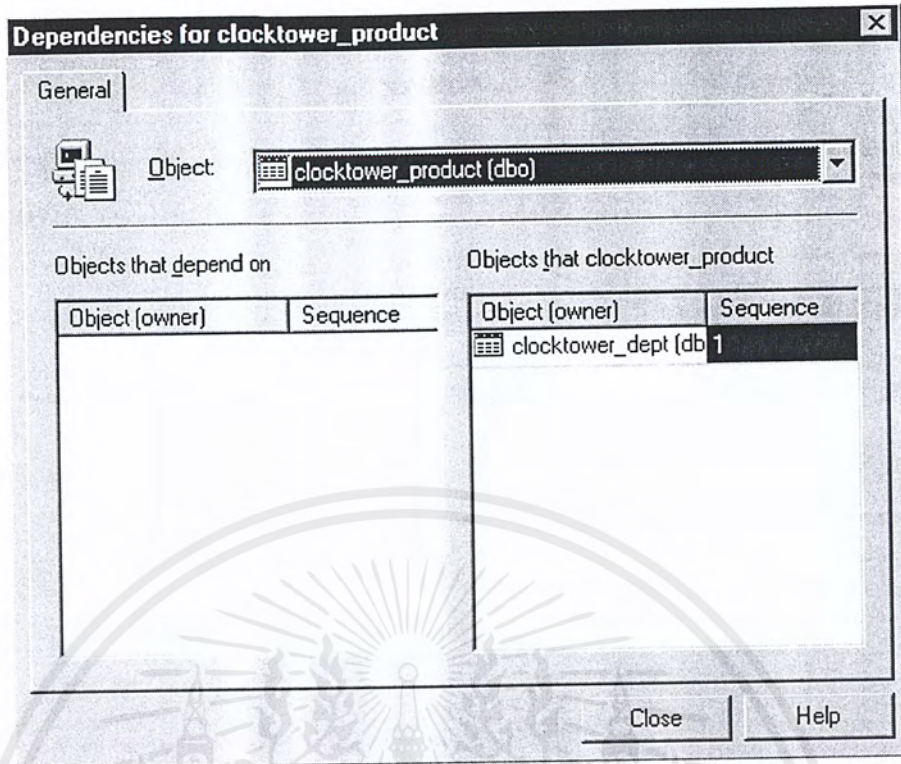 Dependencies for clocktower_product
General
Object:
clocktower_product (dbo)
Objects that depend on
Objects that clocktower_product
Object (owner) Sequence
Object (owner) Sequence
clocktower_dept (db 1
Close Help